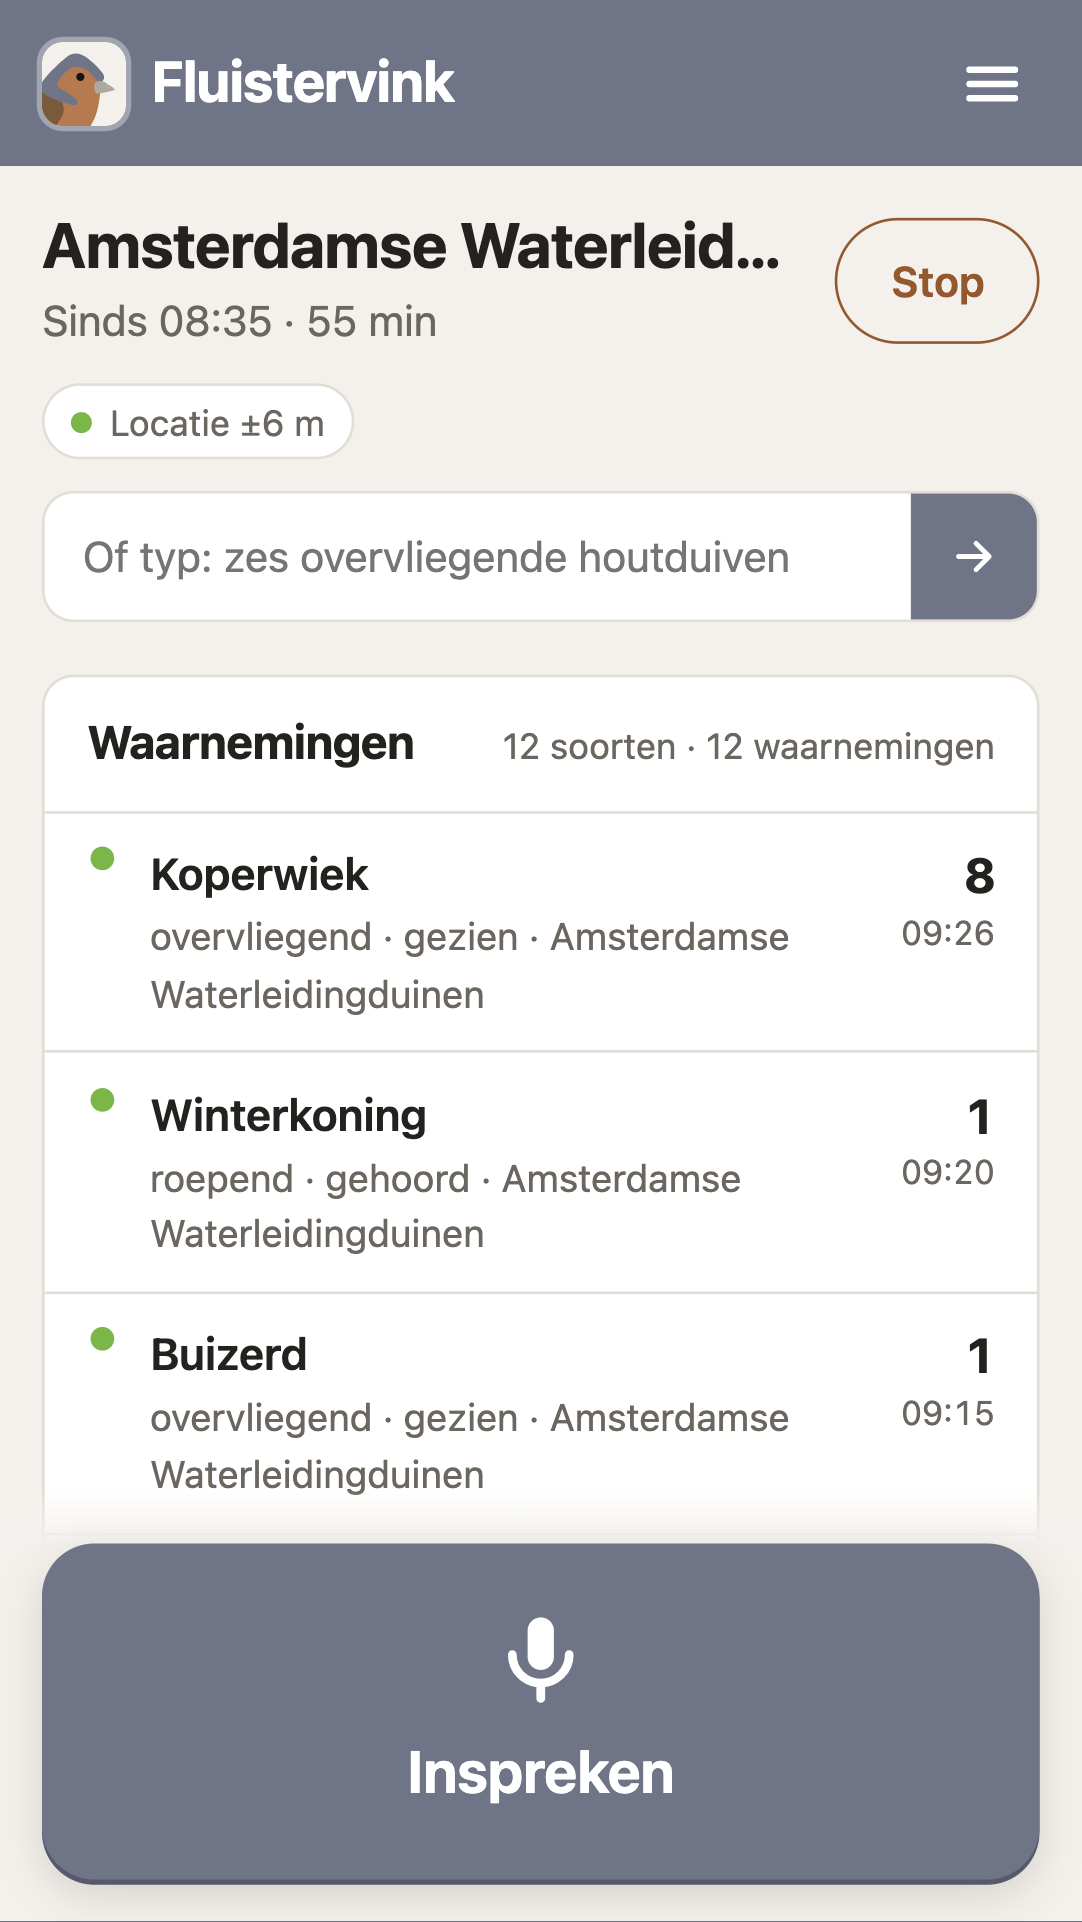 Fluistervink
Amsterdamse Waterleid...
Stop
Sinds 08:35 · 55 min
Locatie ±6 m
Of typ: zes overvliegende houtduiven
Waarnemingen
12 soorten · 12 waarnemingen
Koperwiek
8
overvliegend · gezien · Amsterdamse
09:26
Waterleidingduinen
Winterkoning
1
roepend · gehoord · Amsterdamse
09:20
Waterleidingduinen
Buizerd
1
overvliegend · gezien · Amsterdamse
09:15
Waterleidingduinen
Inspreken